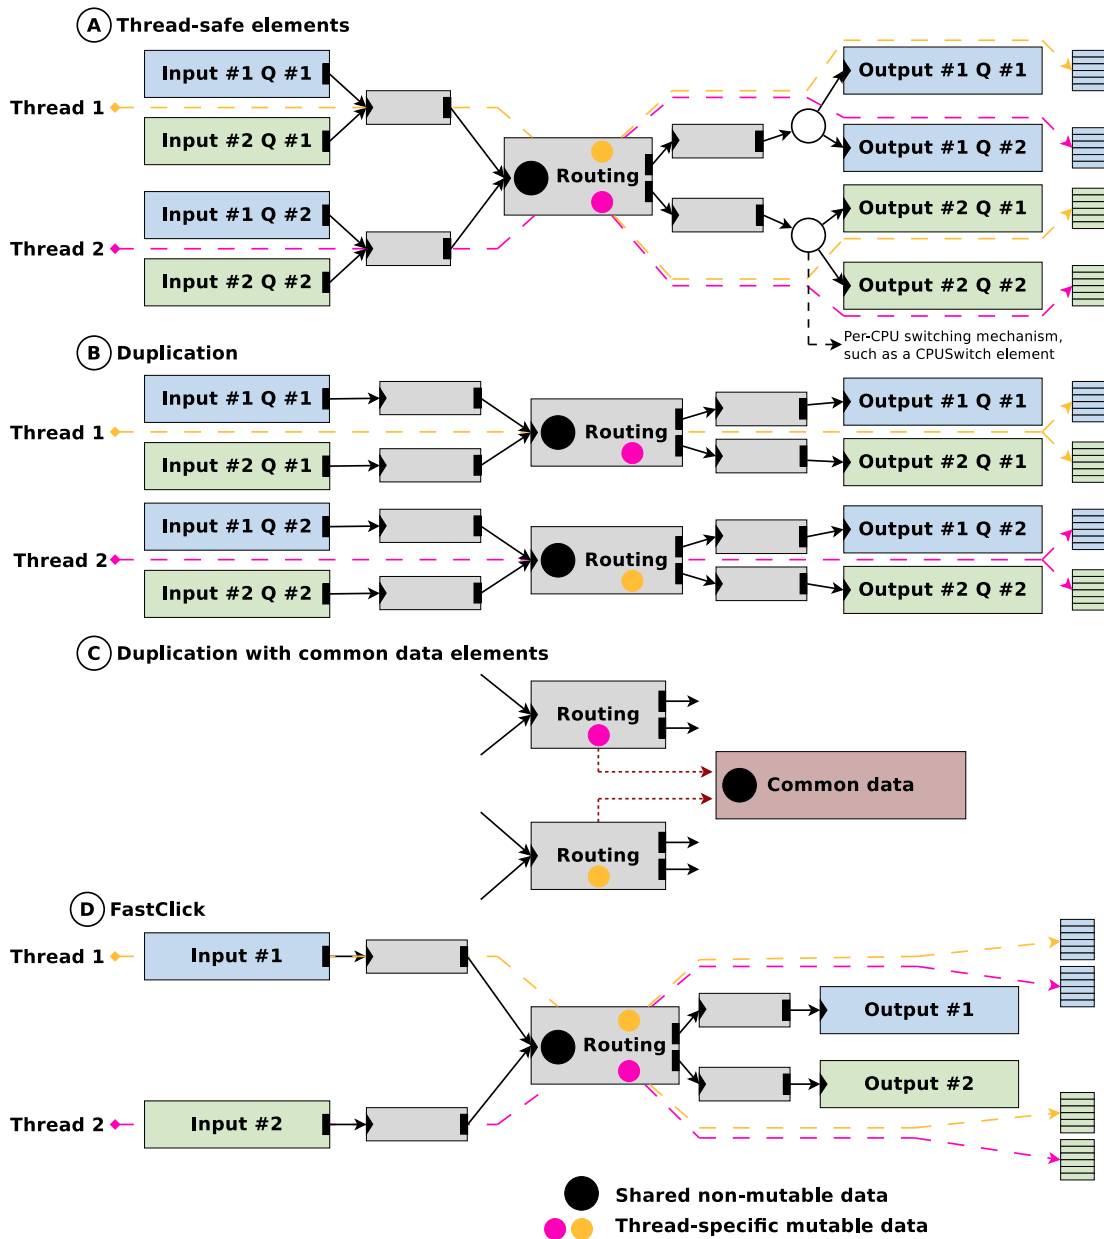 A Thread-safe elements
Input #1 Q #1
Output #1 Q #1
Thread 1
Input #2 Q #1
Output #1 Q #2
Routing
Input #1 Q #2
Output #2 Q #1
Thread 2
Input #2 Q #2
Output #2 Q #2
Per-CPU switching mechanism,
such as a CPUSwitch element
B Duplication
Input #1 Q #1
Output #1 Q #1
Thread 1
Routing
Input #2 Q #1
Output #2 Q #1
Input #1 Q #2
Output #1 Q #2
Thread 2
Routing
Input #2 Q #2
Output #2 Q #2
C Duplication with common data elements
Routing
Common data
Routing
D FastClick
Thread 1
Input #1
Output #1
Routing
Output #2
Thread 2
Input #2
Shared non-mutable data
Thread-specific mutable data